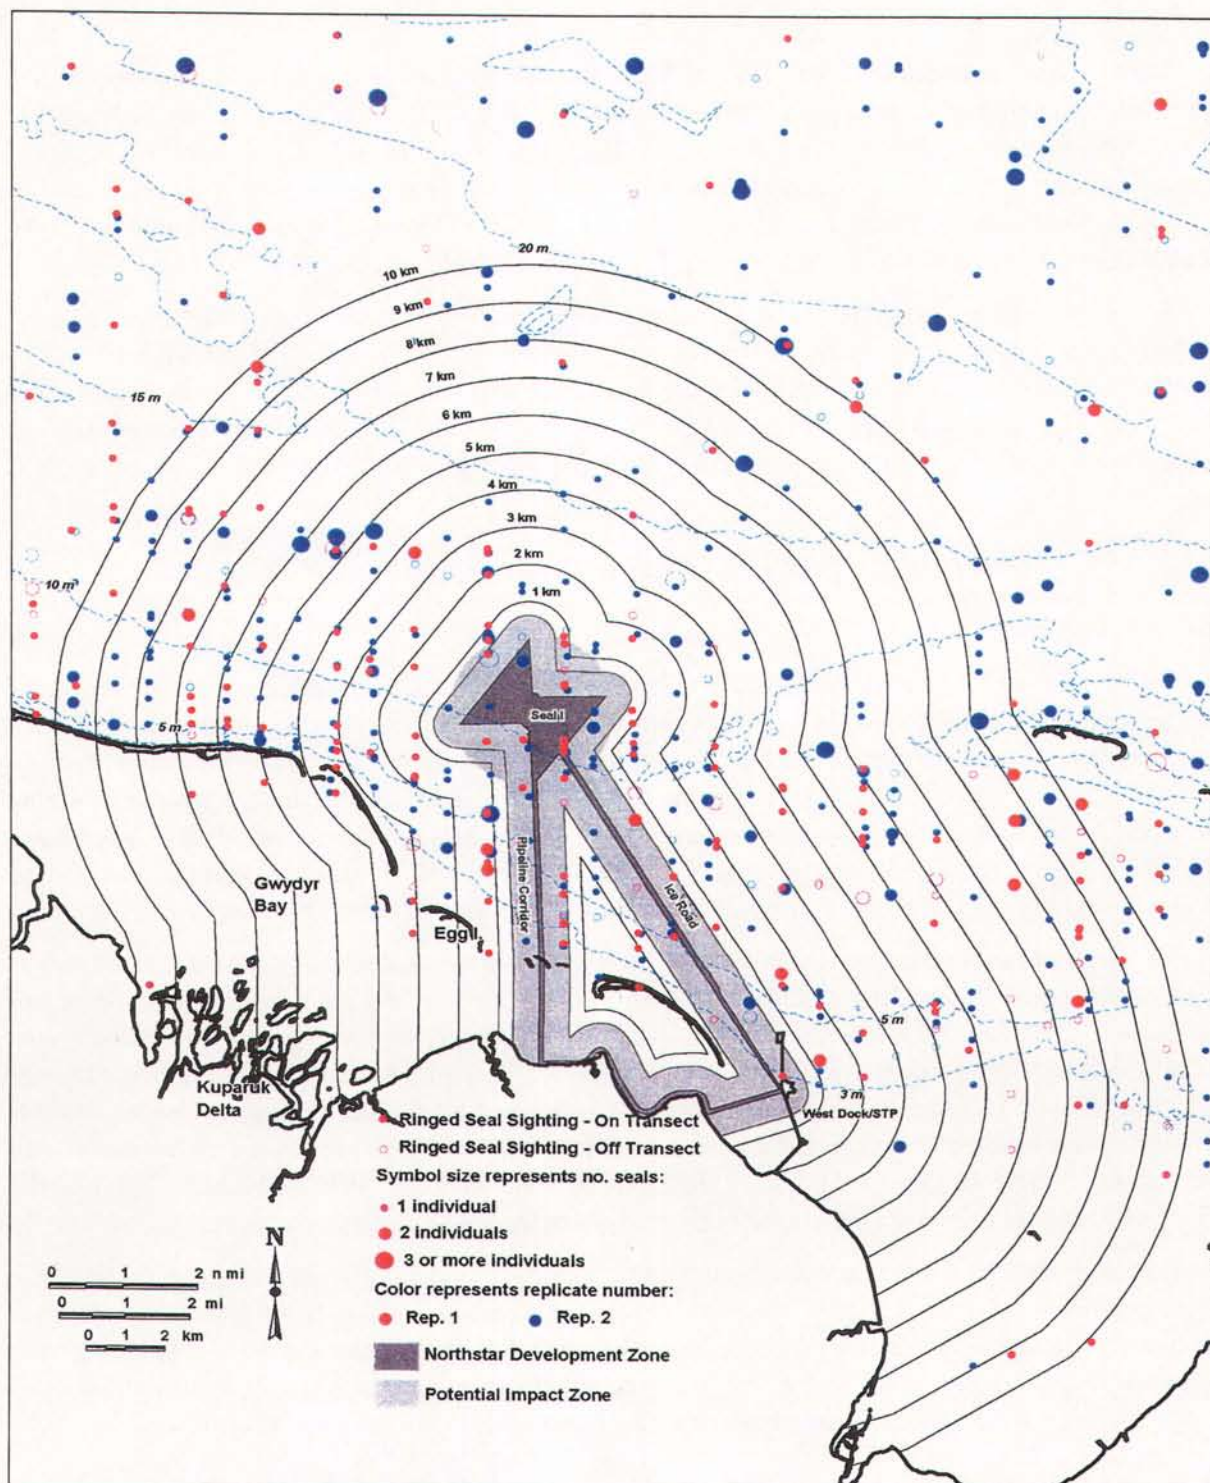 20 m
10 km
9 km
8 km
7 km
15 m
6 km
5 km
4 km
3 km
2 km
10 m
1 km
Seal I
5 m
Pipeline Corridor
Ice Road
Gwydyr
Bay
Egg I.
5 m
Kuparuk
Delta
3 m
West Dock/STP
Ringed Seal Sighting - On Transect
Ringed Seal Sighting - Off Transect
Symbol size represents no. seals:
1 individual
2 individuals
3 or more individuals
Color represents replicate number:
Rep. 1 Rep. 2
Northstar Development Zone
Potential Impact Zone
N
0 1 2 n mi
0 1 2 mi
0 1 2 km